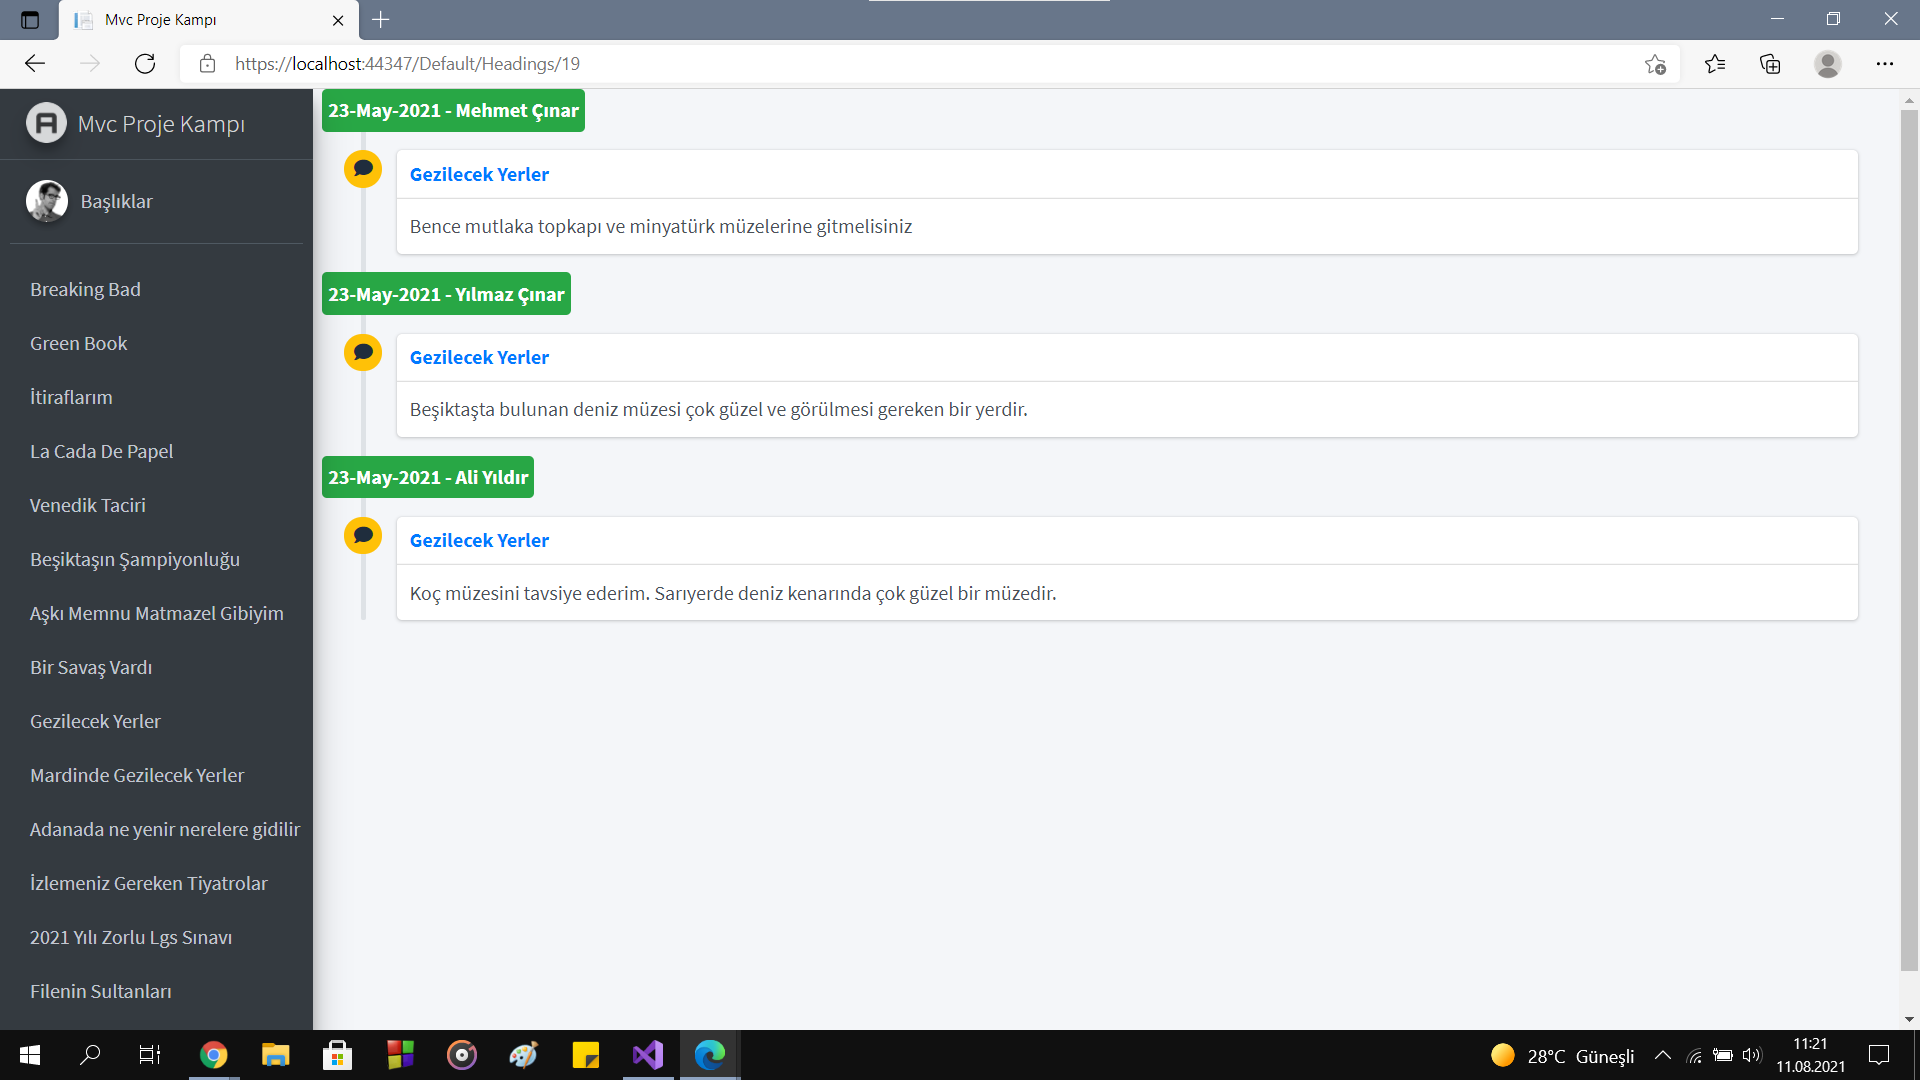 Mvc Proje Kampı
https://localhost:44347/Default/Headings/19
Mvc Proje Kampı
Başlıklar
Breaking Bad
Green Book
İtiraflarım
La Cada De Papel
Venedik Taciri
Beşiktaşın Şampiyonluğu
Aşkı Memnu Matmazel Gibiyim
Bir Savaş Vardı
Gezilecek Yerler
Mardinde Gezilecek Yerler
Adanada ne yenir nerelere gidilir
İzlemeniz Gereken Tiyatrolar
2021 Yılı Zorlu Lgs Sınavı
Filenin Sultanları
23-May-2021 - Mehmet Çınar
Gezilecek Yerler
Bence mutlaka topkapı ve minyatürk müzelerine gitmelisiniz
23-May-2021 - Yılmaz Çınar
Gezilecek Yerler
Beşiktaşta bulunan deniz müzesi çok güzel ve görülmesi gereken bir yerdir.
23-May-2021 - Ali Yıldır
Gezilecek Yerler
Koç müzesini tavsiye ederim. Sarıyerde deniz kenarında çok güzel bir müzedir.
28°C Güneşli
11:21
11.08.2021